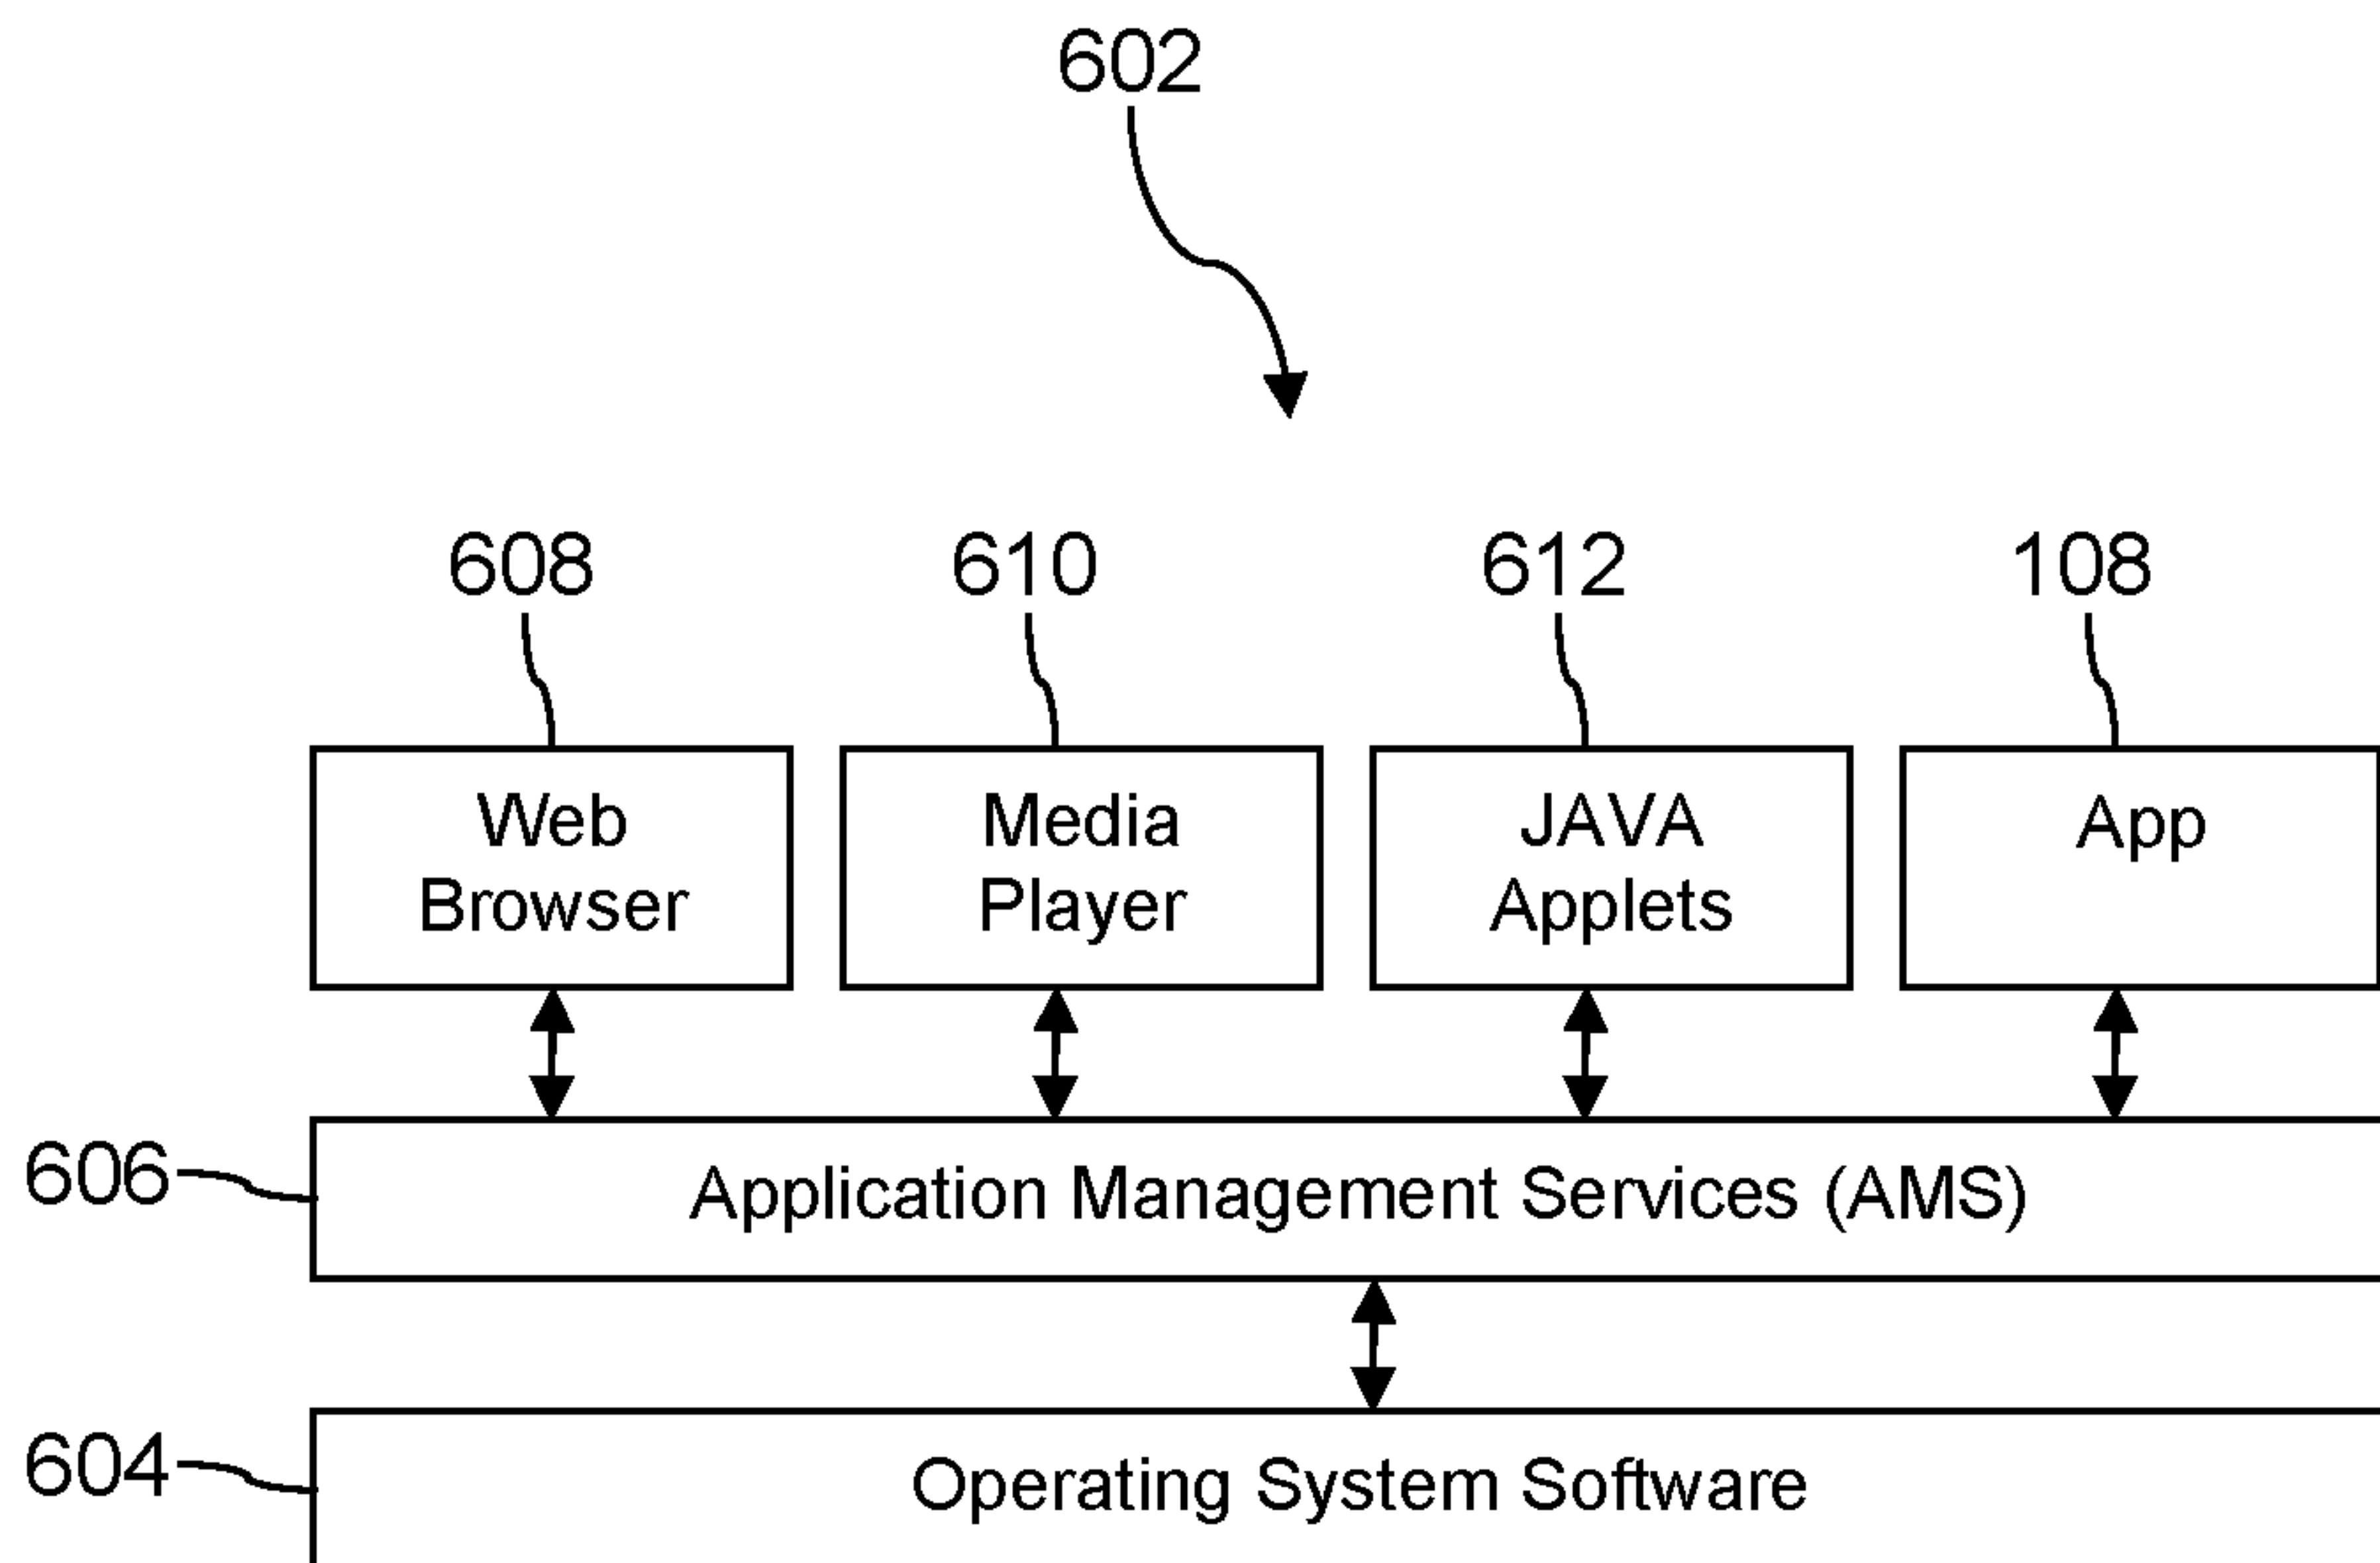 602
608
610
612
108
Web
Browser
Media
Player
JAVA
Applets
App
606
Application Management Services (AMS)
604
Operating System Software